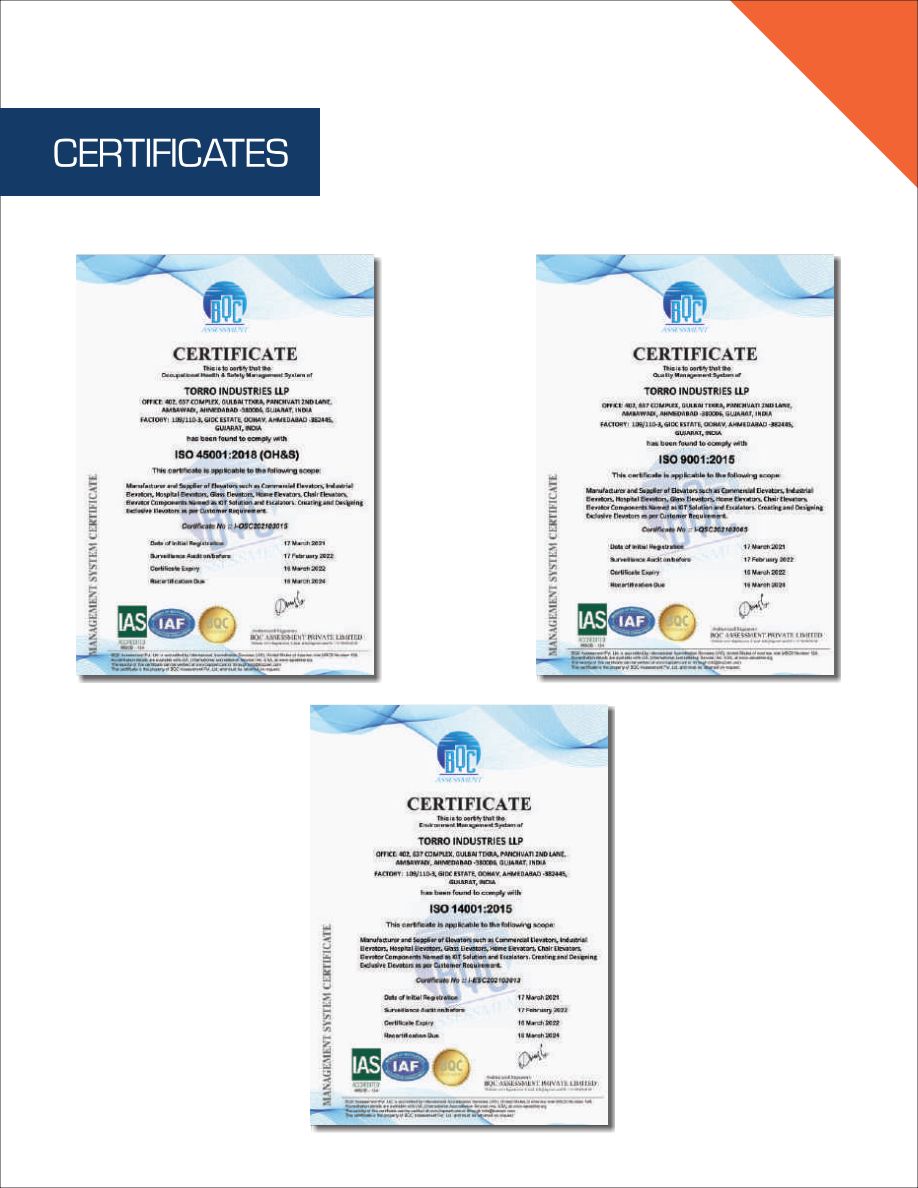 CERTIFICATES
BQC
ASSESSMENT
CERTIFICATE
This is to certify that the
Occupational Health & Safety Management System of
TORRO INDUSTRIES LLP
OFFICE: 402, 637 COMPLEX, GULBAI TEKRA, PANCHVATI 2ND LANE,
AMBAWADI, AHMEDABAD -380006, GUJARAT, INDIA
FACTORY: 109/110-3, GIDC ESTATE, ODHAV, AHMEDABAD -382445,
GUJARAT, INDIA
has been found to comply with
ISO 45001:2018 (OH&S)
This certificate is applicable to the following scope:
Manufacturer and Supplier of Elevators such as Commercial Elevators, Industrial
Elevators, Hospital Elevators, Glass Elevators, Home Elevators, Chair Elevators,
Elevator Components Named as KIT Solution and Escalators. Creating and Designing
Exclusive Elevators as per Customer Requirement.
Certificate No :: I-OSC202103015
Date of Initial Registration 17 March 2021
Surveillance Audit on/before 17 February 2022
Certificate Expiry 16 March 2022
Recertification Due 16 March 2024
MANAGEMENT SYSTEM CERTIFICATE
IAS
ACCREDITED
IAF
BQC
Authorised Signatory
BQC ASSESSMENT PRIVATE LIMITED
BQC
ASSESSMENT
CERTIFICATE
This is to certify that the
Quality Management System of
TORRO INDUSTRIES LLP
OFFICE: 402, 637 COMPLEX, GULBAI TEKRA, PANCHVATI 2ND LANE,
AMBAWADI, AHMEDABAD -380006, GUJARAT, INDIA
FACTORY: 109/110-3, GIDC ESTATE, ODHAV, AHMEDABAD -382445,
GUJARAT, INDIA
has been found to comply with
ISO 9001:2015
This certificate is applicable to the following scope:
Manufacturer and Supplier of Elevators such as Commercial Elevators, Industrial
Elevators, Hospital Elevators, Glass Elevators, Home Elevators, Chair Elevators,
Elevator Components Named as KIT Solution and Escalators. Creating and Designing
Exclusive Elevators as per Customer Requirement.
Certificate No ::
Date of Initial Registration 17 March 2021
Surveillance Audit on/before 17 February 2022
Certificate Expiry 16 March 2022
Recertification Due 16 March 2024
MANAGEMENT SYSTEM CERTIFICATE
IAS
ACCREDITED
IAF
BQC
Authorised Signatory
BQC ASSESSMENT PRIVATE LIMITED
BQC
ASSESSMENT
CERTIFICATE
This is to certify that the
Environment Management System of
TORRO INDUSTRIES LLP
OFFICE: 402, 637 COMPLEX, GULBAI TEKRA, PANCHVATI 2ND LANE,
AMBAWADI, AHMEDABAD -380006, GUJARAT, INDIA
FACTORY: 109/110-3, GIDC ESTATE, ODHAV, AHMEDABAD -382445,
GUJARAT, INDIA
has been found to comply with
ISO 14001:2015
This certificate is applicable to the following scope:
Manufacturer and Supplier of Elevators such as Commercial Elevators, Industrial
Elevators, Hospital Elevators, Glass Elevators, Home Elevators, Chair Elevators,
Elevator Components Named as KIT Solution and Escalators. Creating and Designing
Exclusive Elevators as per Customer Requirement.
Certificate No ::
Date of Initial Registration 17 March 2021
Surveillance Audit on/before 17 February 2022
Certificate Expiry 16 March 2022
Recertification Due 16 March 2024
MANAGEMENT SYSTEM CERTIFICATE
IAS
ACCREDITED
IAF
BQC
Authorised Signatory
BQC ASSESSMENT PRIVATE LIMITED